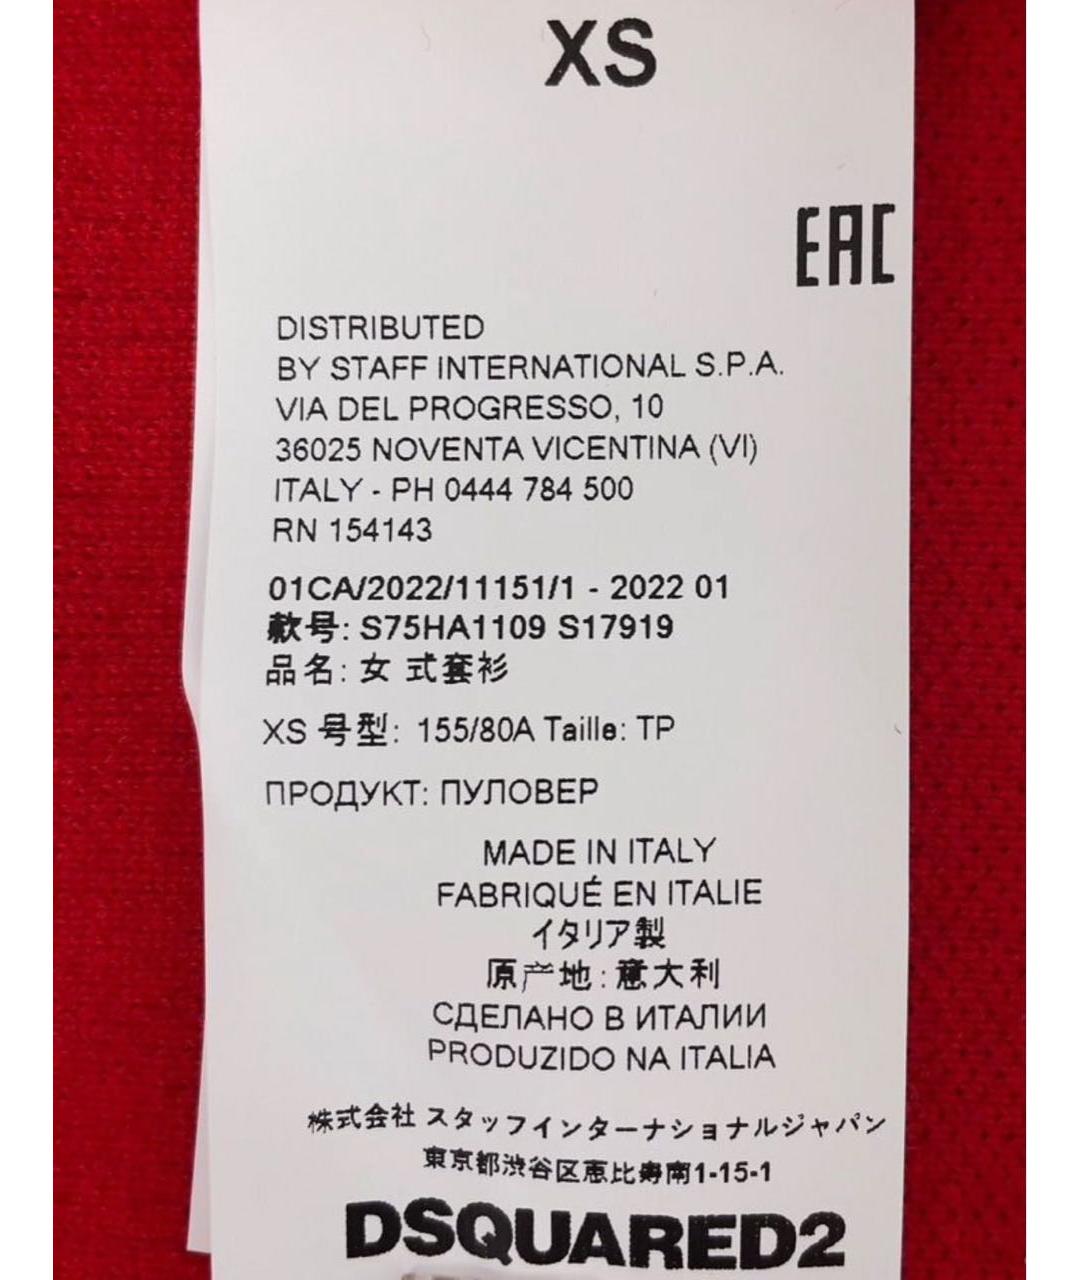 XS
EAC
DISTRIBUTED
BY STAFF INTERNATIONAL S.P.A.
VIA DEL PROGRESSO, 10
36025 NOVENTA VICENTINA (VI)
ITALY - PH 0444 784 500
RN 154143
01CA/2022/11151/1 - 2022 01
款号: S75HA1109 S17919
品名: 女 式套衫
XS 号型: 155/80A Taille: TP
ПРОДУКТ: ПУЛОВЕР
MADE IN ITALY
FABRIQUÉ EN ITALIE
イタリア製
原产地: 意大利
СДЕЛАНО В ИТАЛИИ
PRODUZIDO NA ITALIA
株式会社 スタッフインターナショナルジャパン
東京都渋谷区恵比寿南1-15-1
DSQUARED2